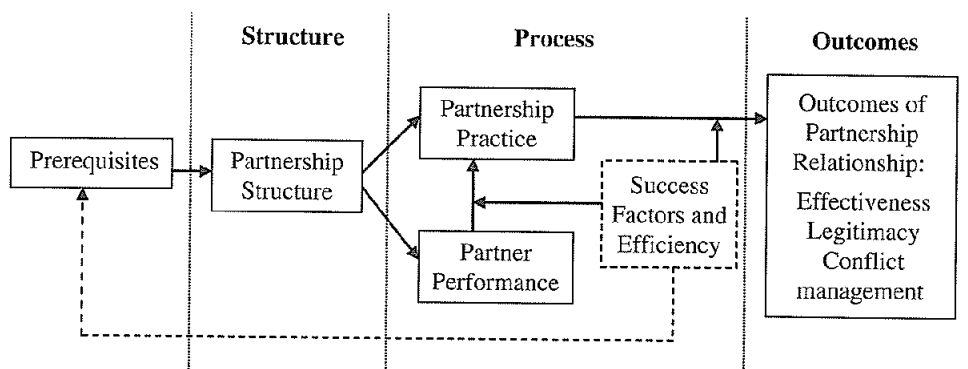 Structure
Process
Outcomes
Prerequisites
Partnership
Structure
Partnership
Practice
Partner
Performance
Success
Factors and
Efficiency
Outcomes of
Partnership
Relationship:
Effectiveness
Legitimacy
Conflict
management